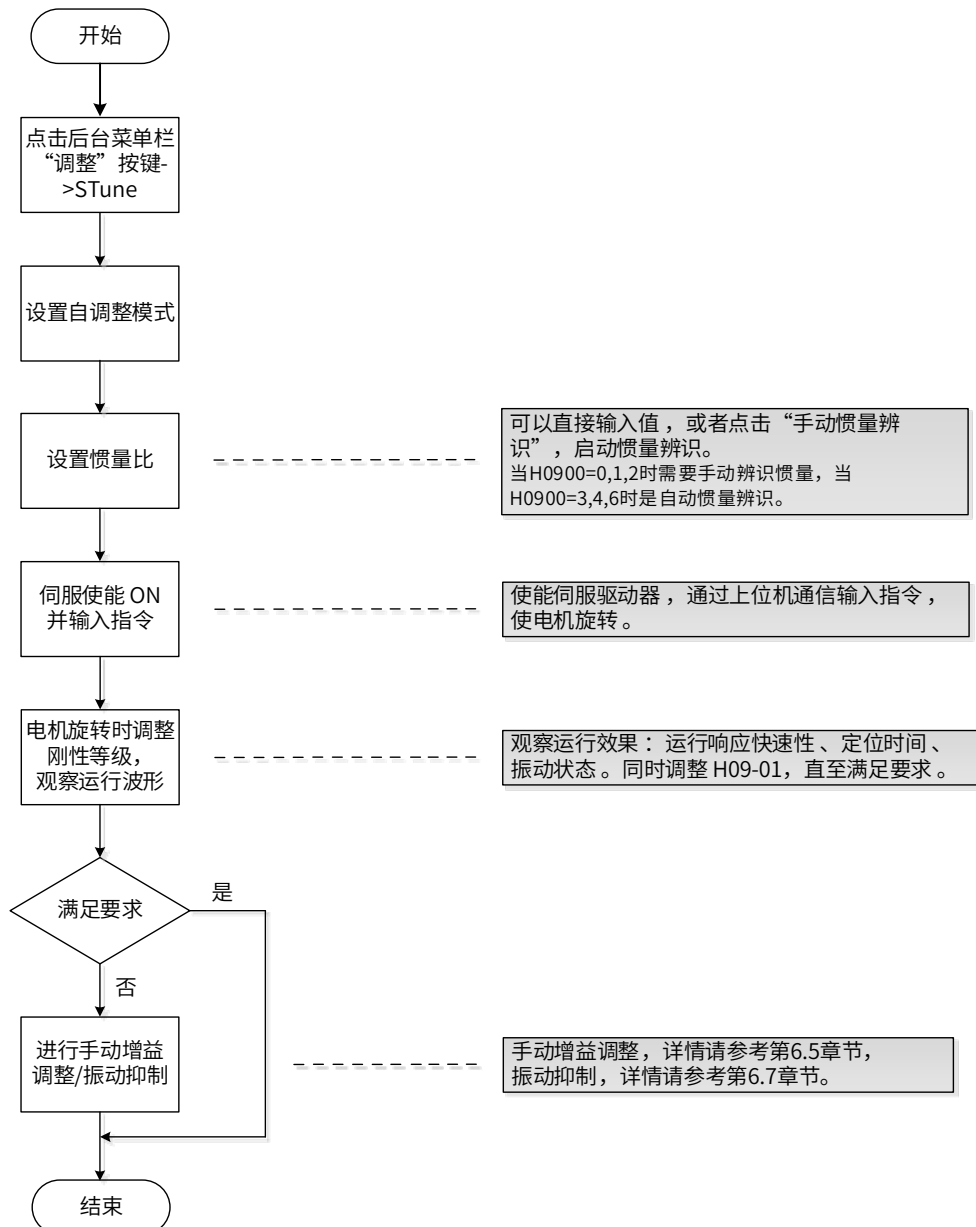 开始
点击后台菜单栏
“调整”按键-
>STune
设置自调整模式
设置惯量比
可以直接输入值，或者点击“手动惯量辨
识”，启动惯量辨识。
当H0900=0,1,2时需要手动辨识惯量，当
H0900=3,4,6时是自动惯量辨识。
伺服使能 ON
并输入指令
使能伺服驱动器，通过上位机通信输入指令，
使电机旋转。
电机旋转时调整
刚性等级，
观察运行波形
观察运行效果：运行响应快速性、定位时间、
振动状态。同时调整 H09-01，直至满足要求。
满足要求
是
否
进行手动增益
调整/振动抑制
手动增益调整，详情请参考第6.5章节，
振动抑制，详情请参考第6.7章节。
结束